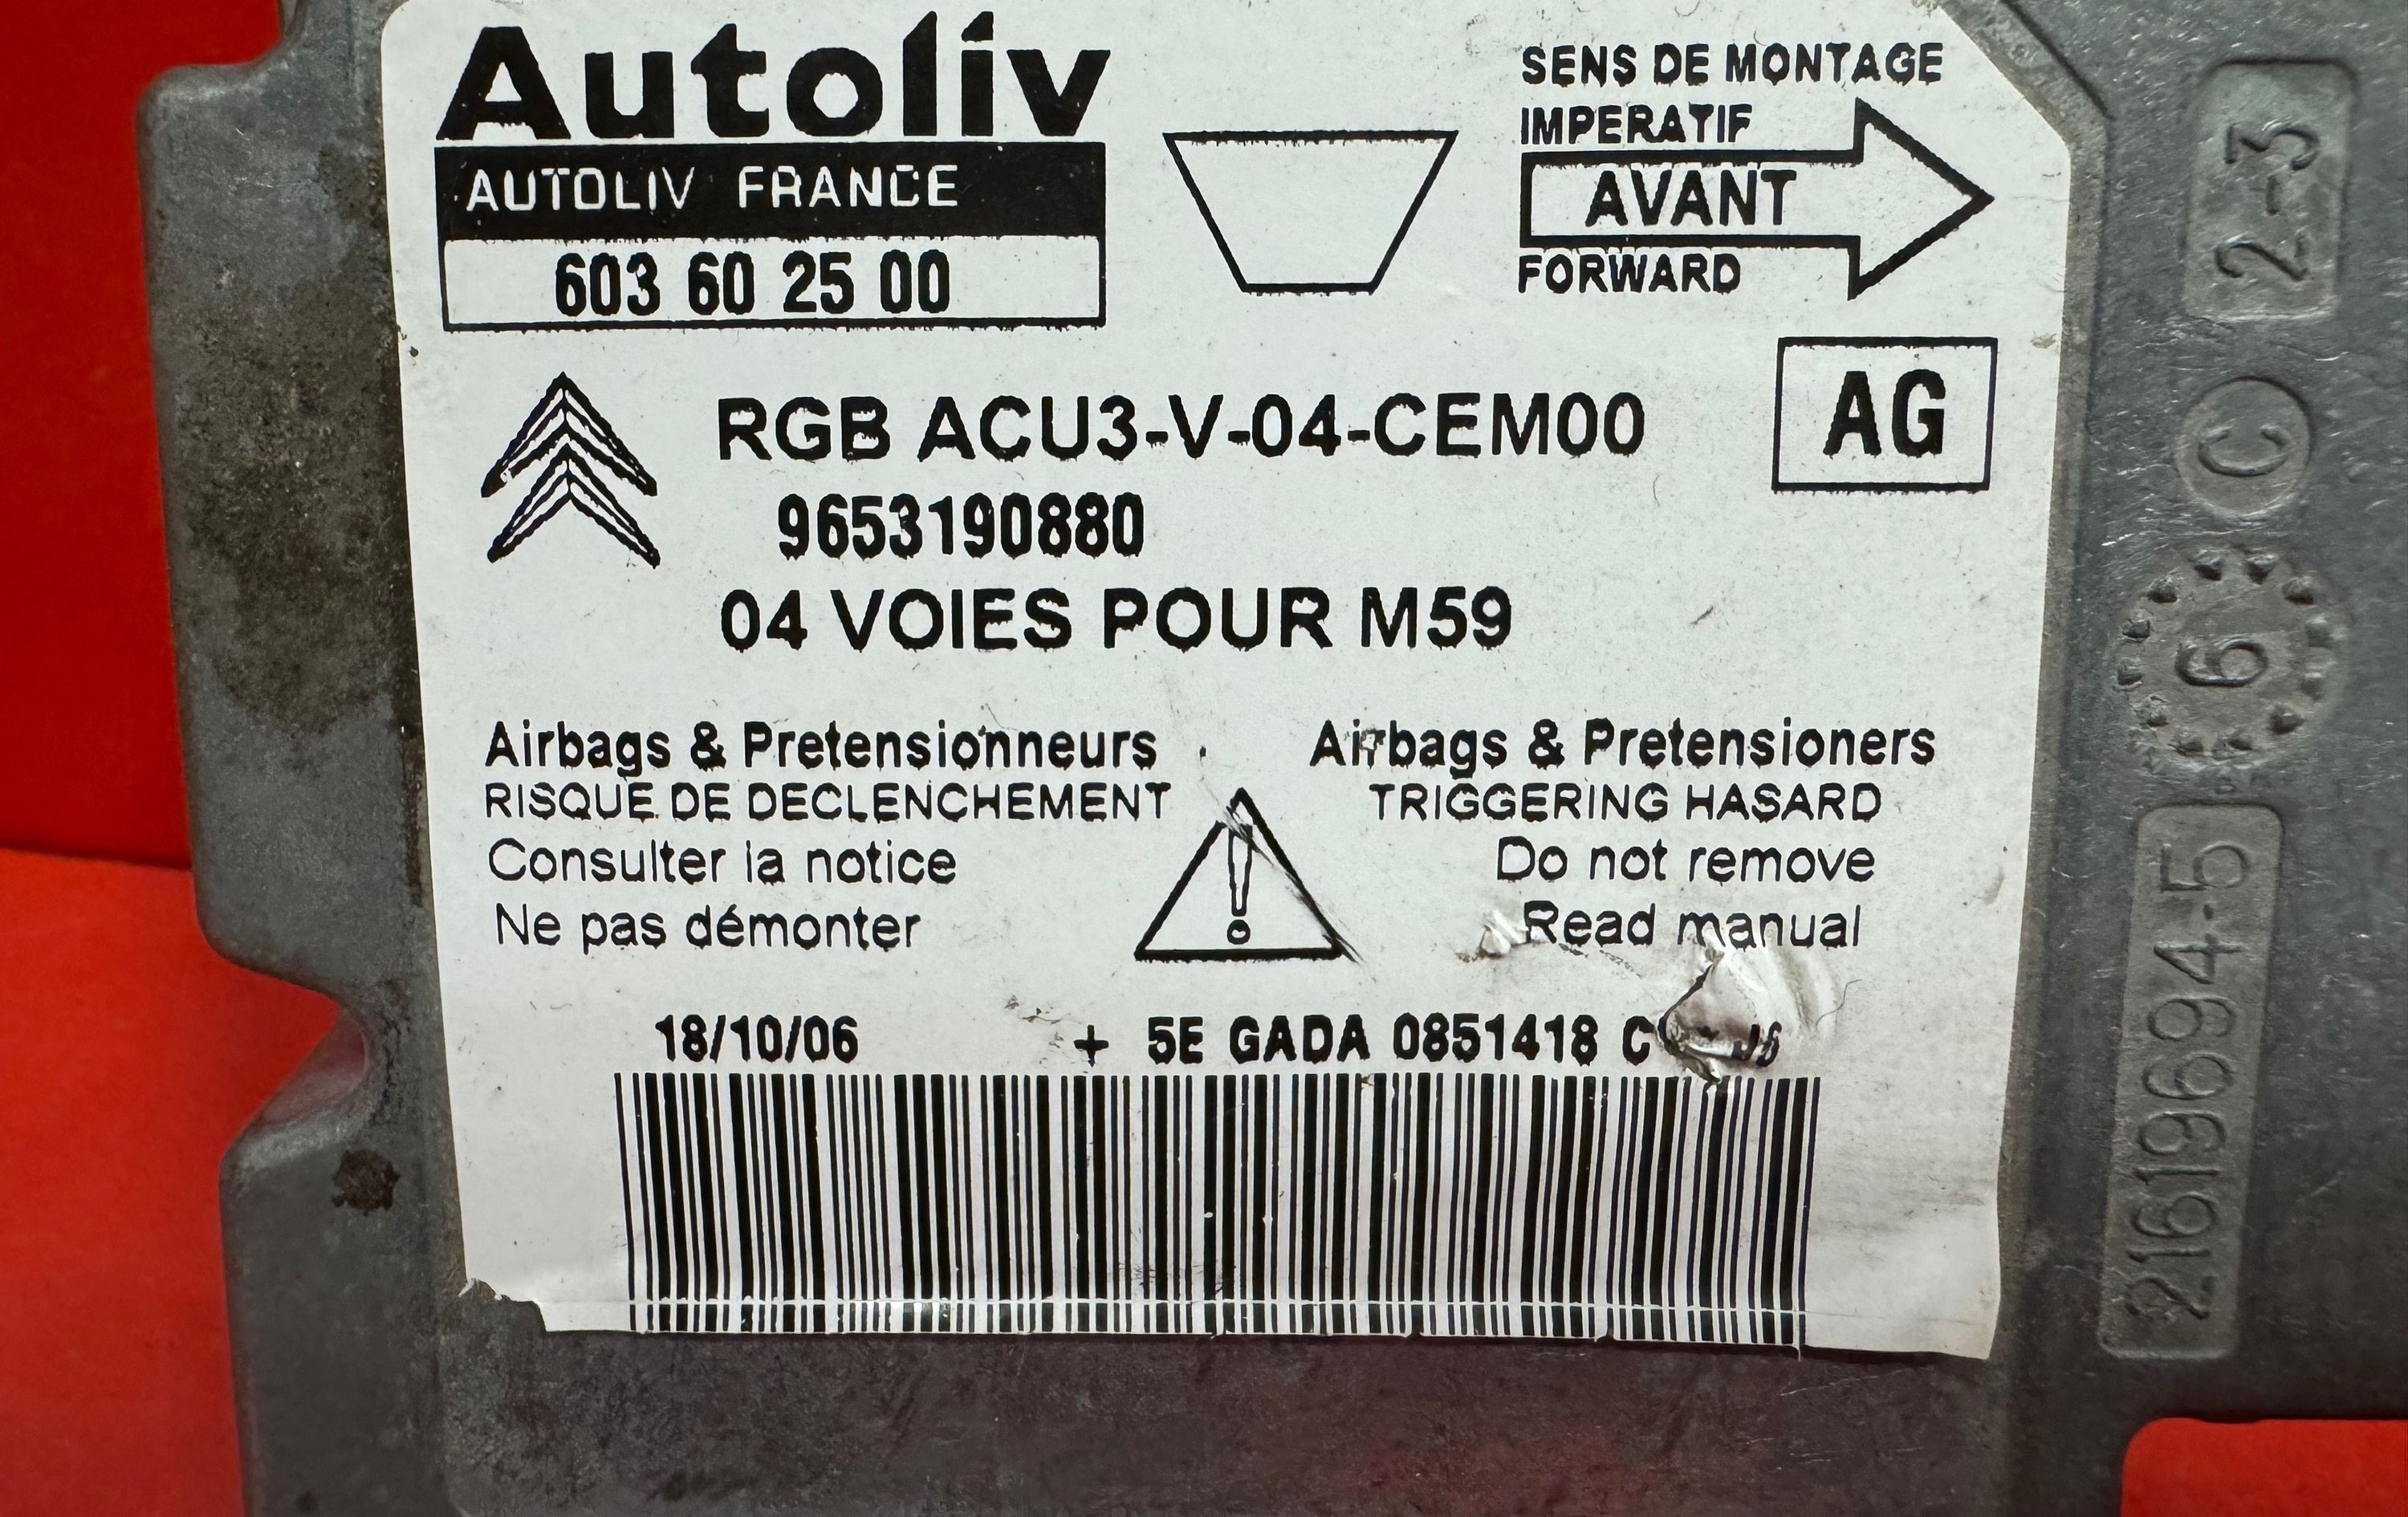 Autoliv
AUTOLIV FRANCE
603 60 25 00
SENS DE MONTAGE
IMPERATIF
AVANT
FORWARD
AG
RGB ACU3-V-04-CEM00
9653190880
04 VOIES POUR M59
Airbags & Pretensionneurs
RISQUE DE DECLENCHEMENT
Consulter la notice
Ne pas démonter
Airbags & Pretensioners
TRIGGERING HASARD
Do not remove
Read manual
18/10/06 + 5E GADA 0851418
2-3
C
6
21619694-5